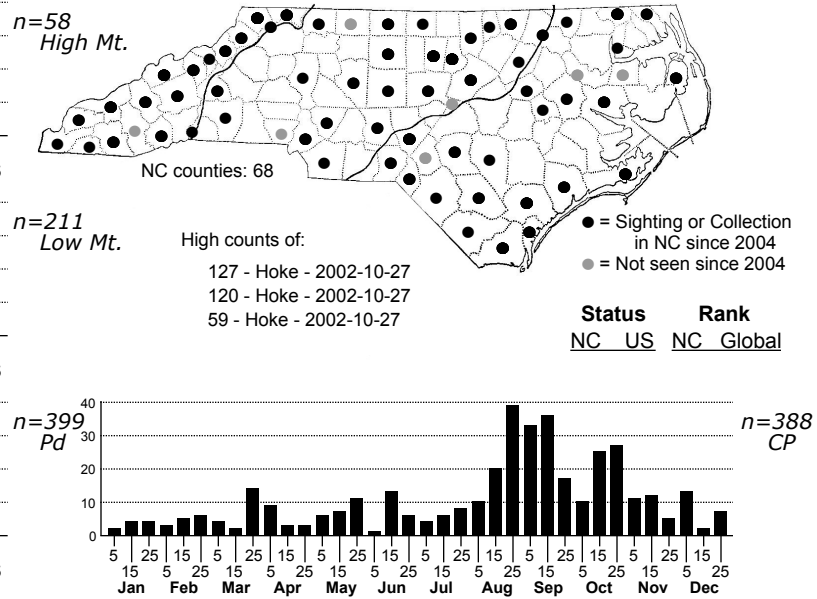 n=58
High Mt.
NC counties: 68
n=211
Low Mt.
High counts of:
127 - Hoke - 2002-10-27
120 - Hoke - 2002-10-27
59 - Hoke - 2002-10-27
= Sighting or Collection
in NC since 2004
= Not seen since 2004
Status Rank
NC US NC Global
n=399
Pd
n=388
CP
40
30
20
10
0
5 25 15 5 25 15 5 25 15 5 25 15 5 25 15 5 25 15
15 5 25 15 5 25 15 5 25 15 5 25 15 5 25 15 5 25
Jan Feb Mar Apr May Jun Jul Aug Sep Oct Nov Dec